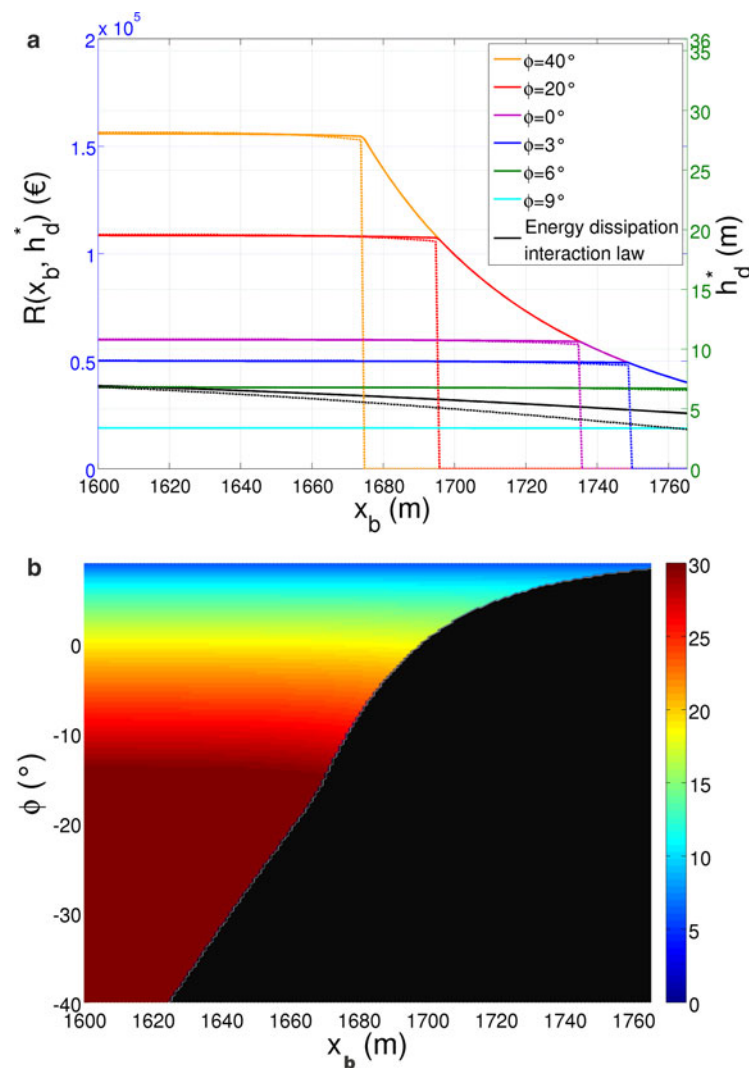 a
x 10^5
2
1.5
1
0.5
0
R(x_b, h_d^*) (€)
36
35
30
25
20
15
10
5
0
h_d^* (m)
ϕ=40°
ϕ=20°
ϕ=0°
ϕ=3°
ϕ=6°
ϕ=9°
Energy dissipation
interaction law
1600 1620 1640 1660 1680 1700 1720 1740 1760
x_b (m)
b
0
-10
-20
-30
-40
ϕ (°)
30
25
20
15
10
5
0
1600 1620 1640 1660 1680 1700 1720 1740 1760
x_b (m)